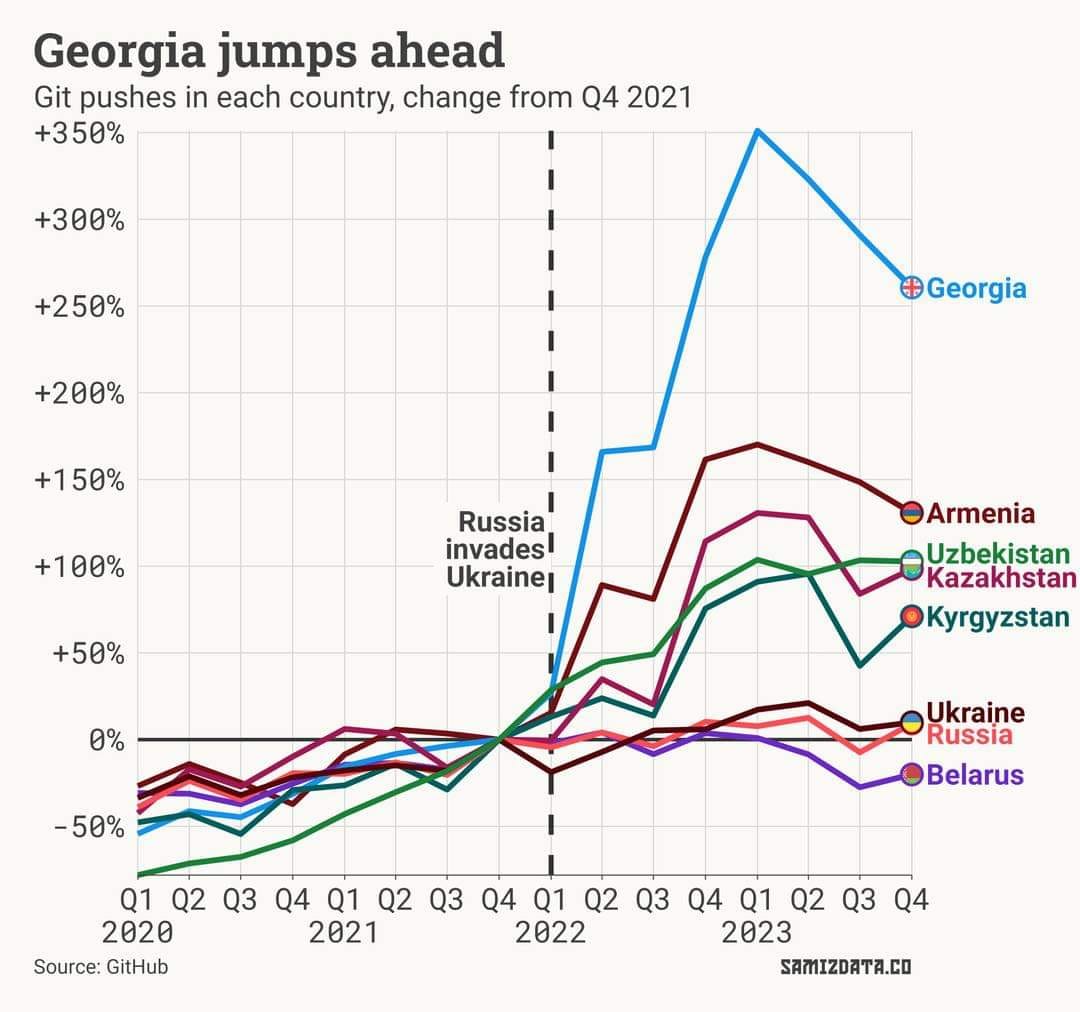 Georgia jumps ahead
Git pushes in each country, change from Q4 2021
+350%
+300%
+250%
+200%
+150%
+100%
+50%
0%
−50%
Russia
invades
Ukraine
Georgia
Armenia
Uzbekistan
Kazakhstan
Kyrgyzstan
Ukraine
Russia
Belarus
Q1 Q2 Q3 Q4 Q1 Q2 Q3 Q4 Q1 Q2 Q3 Q4 Q1 Q2 Q3 Q4
2020 2021 2022 2023
Source: GitHub
SAMIZDATA.CO